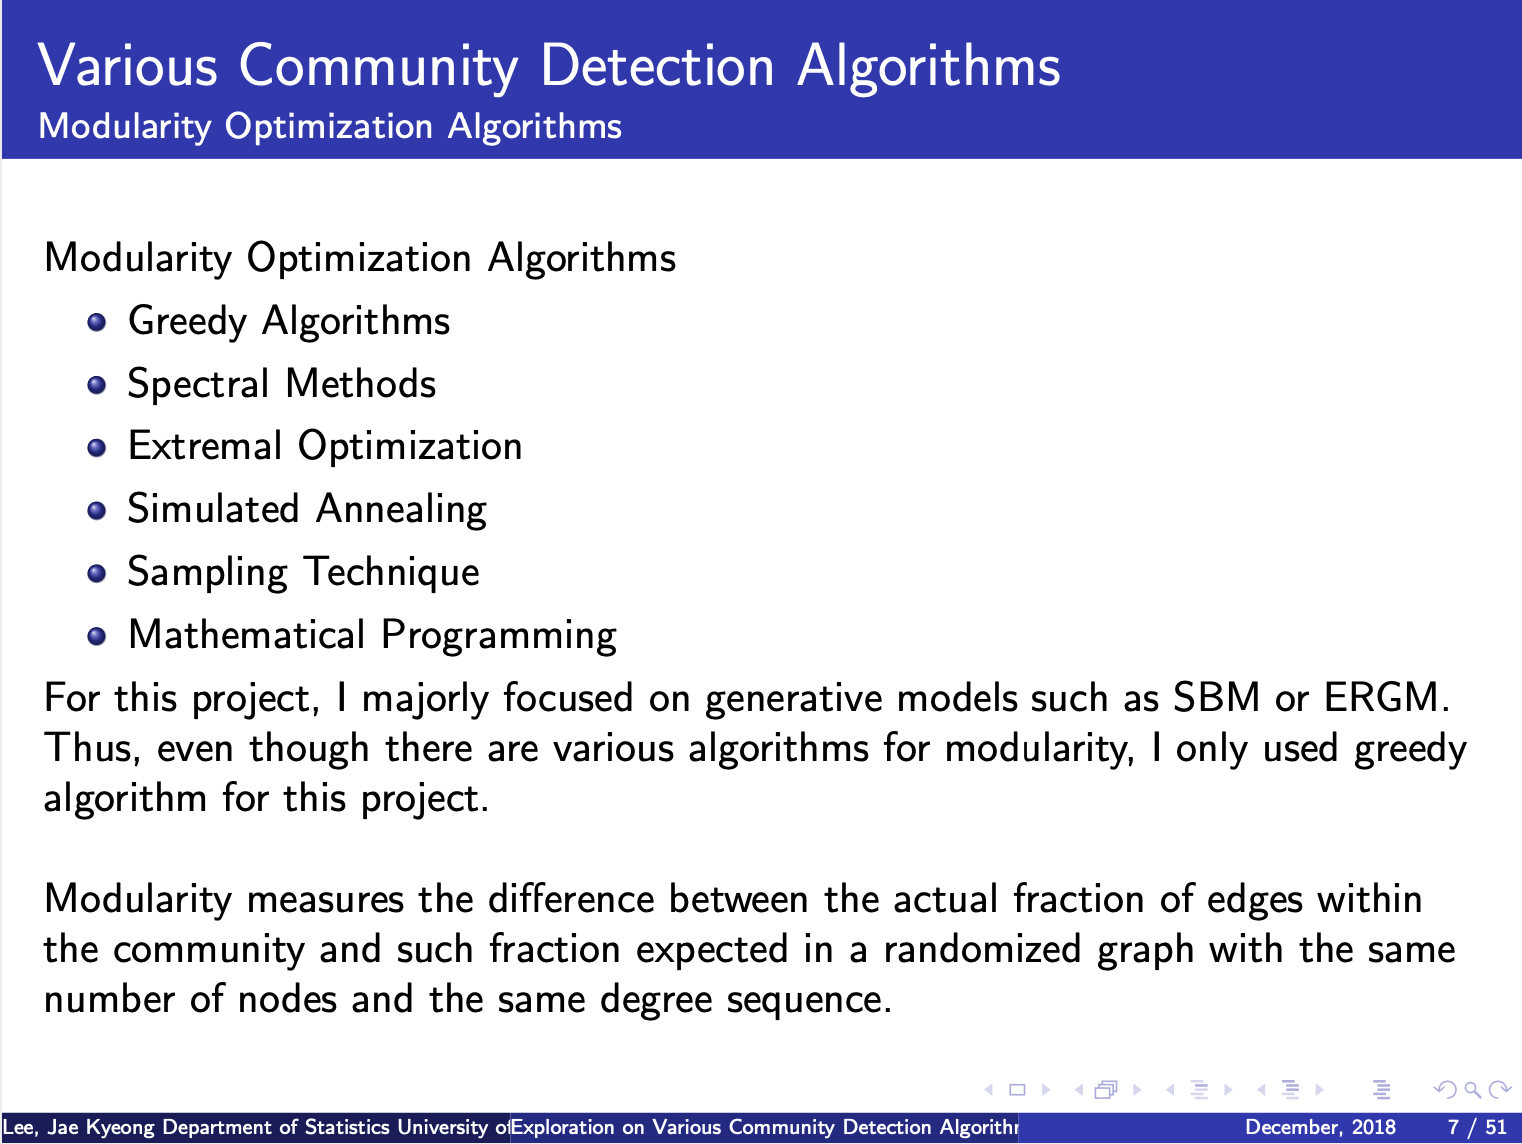 Various Community Detection Algorithms
Modularity Optimization Algorithms
Modularity Optimization Algorithms
Greedy Algorithms
Spectral Methods
Extremal Optimization
Simulated Annealing
Sampling Technique
Mathematical Programming
For this project, I majorly focused on generative models such as SBM or ERGM.
Thus, even though there are various algorithms for modularity, I only used greedy
algorithm for this project.
Modularity measures the difference between the actual fraction of edges within
the community and such fraction expected in a randomized graph with the same
number of nodes and the same degree sequence.
Lee, Jae Kyeong Department of Statistics University of Exploration on Various Community Detection December, 2018 7 / 51